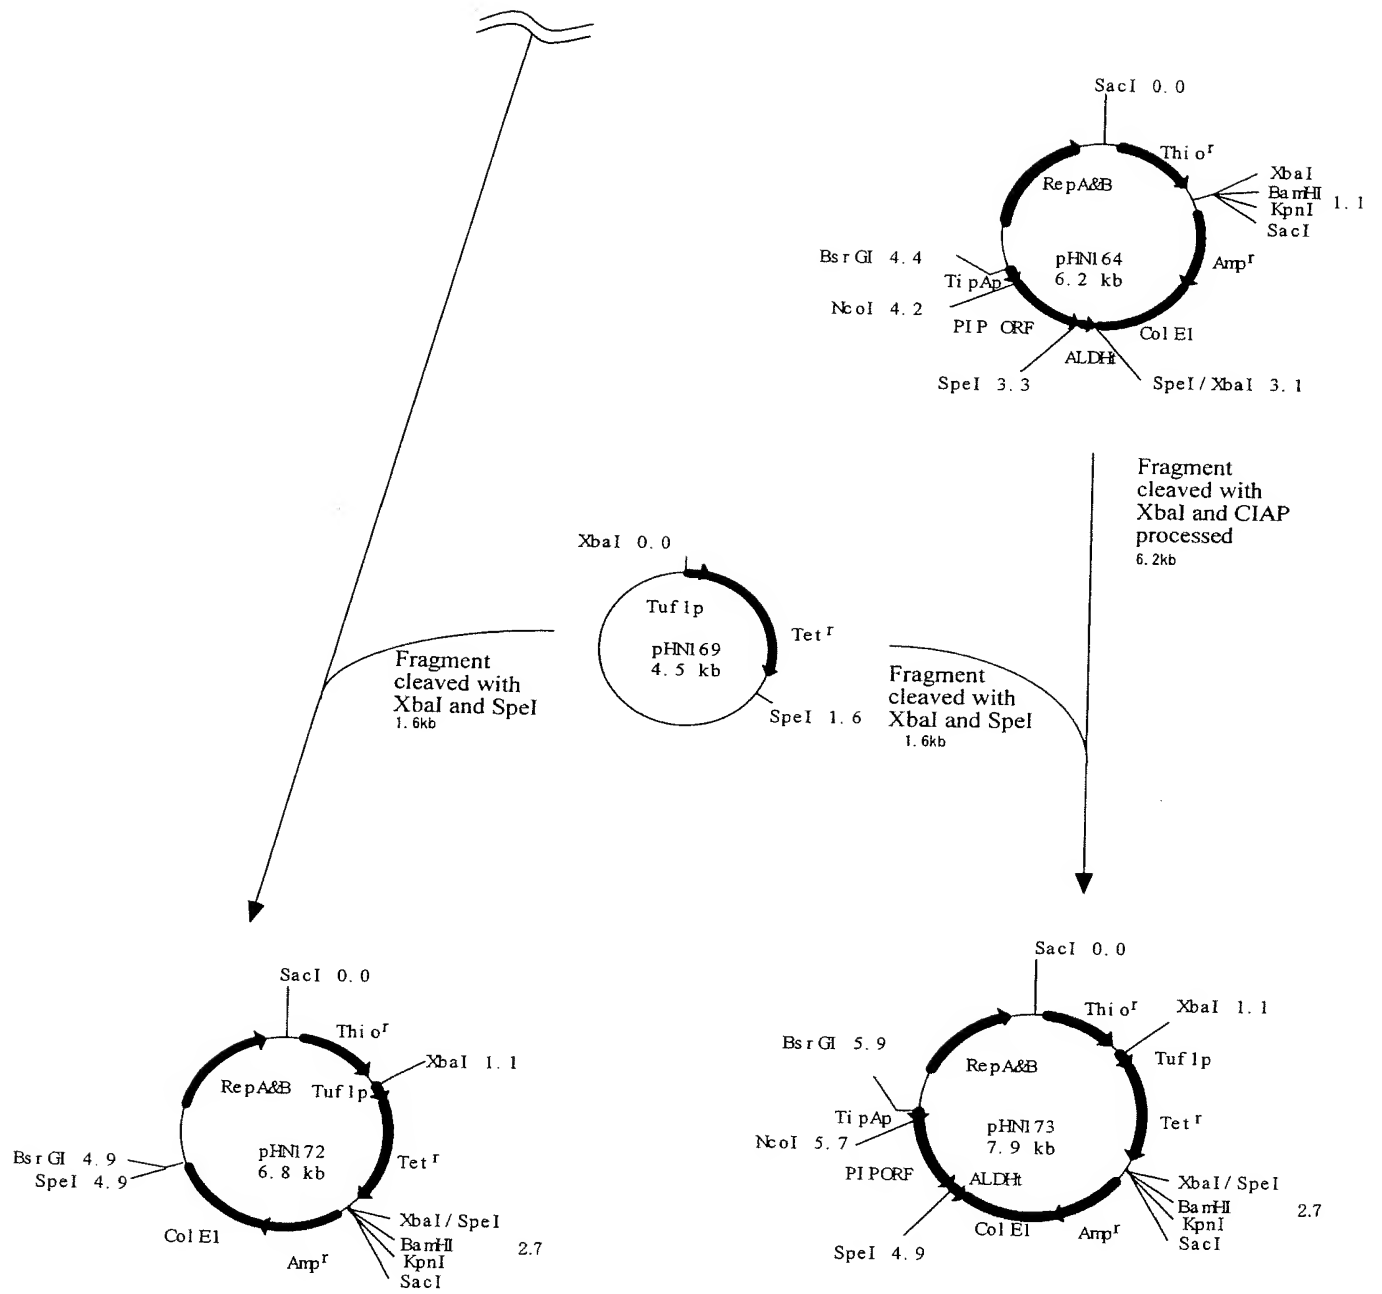 SacI 0.0
Thio^r
XbaI
BamHI
KpnI
SacI
1.1
RepA&B
pHN164
6.2 kb
BsrGI 4.4
TipAp
NcoI 4.2
PIP ORF
Amp^r
Col E1
ALDHt
SpeI 3.3
SpeI/XbaI 3.1
Fragment
cleaved with
XbaI and CIAP
processed
6.2kb
XbaI 0.0
Tuf1p
Tet^r
pHN169
4.5 kb
SpeI 1.6
Fragment
cleaved with
XbaI and SpeI
1.6kb
Fragment
cleaved with
XbaI and SpeI
1.6kb
SacI 0.0
Thio^r
XbaI 1.1
RepA&B
Tuf1p
pHN172
6.8 kb
Tet^r
BsrGI 4.9
SpeI 4.9
Col E1
Amp^r
XbaI/SpeI
BamHI
KpnI
SacI
2.7
SacI 0.0
Thio^r
XbaI 1.1
BsrGI 5.9
RepA&B
Tuf1p
TipAp
NcoI 5.7
pHN173
7.9 kb
Tet^r
PIPORF
ALDHt
XbaI/SpeI
BamHI
KpnI
SacI
2.7
Col E1
Amp^r
SpeI 4.9